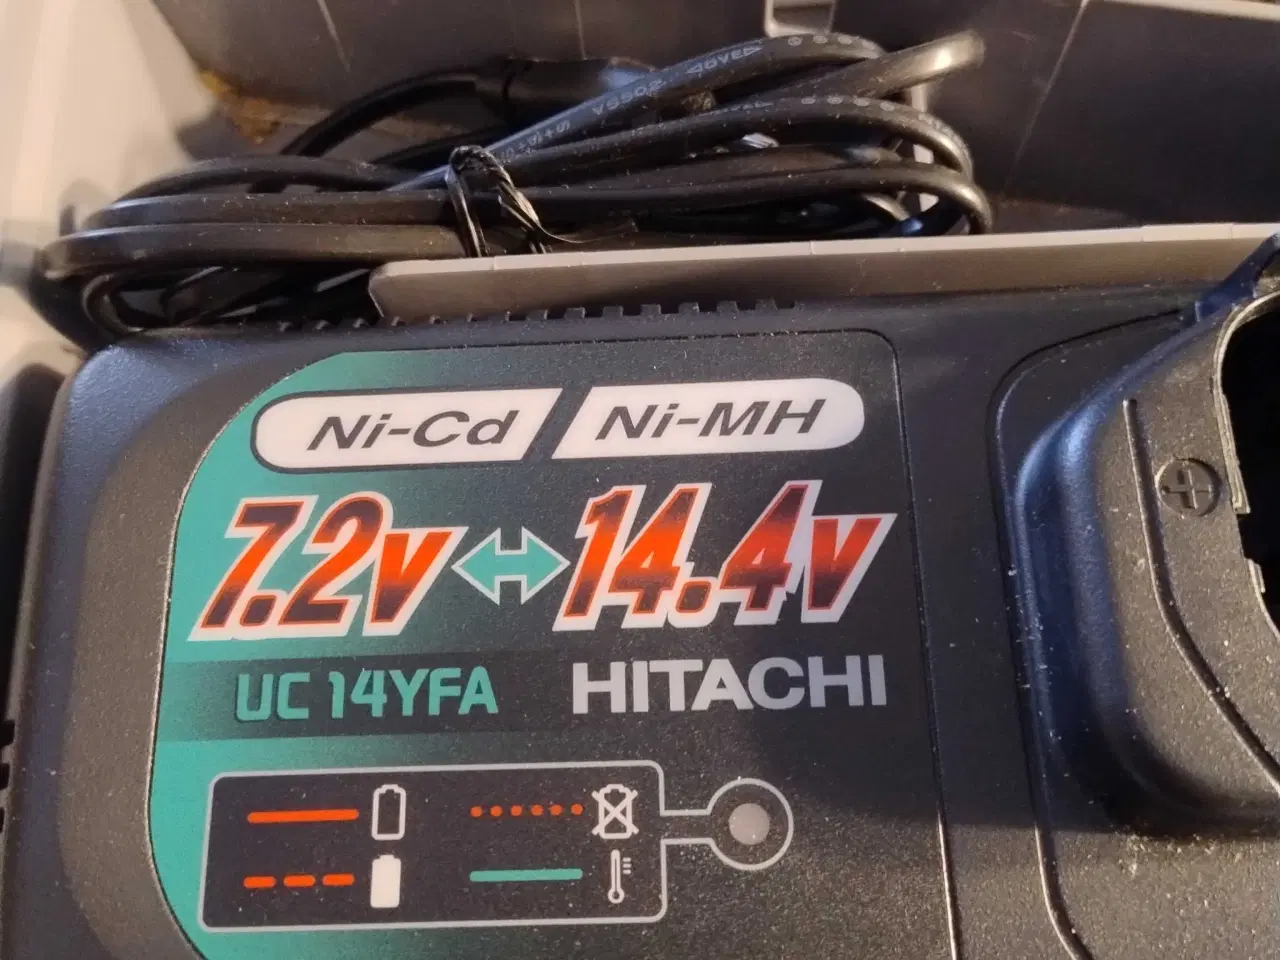 Ni-Cd Ni-MH
7.2v 14.4v
UC 14YFA HITACHI